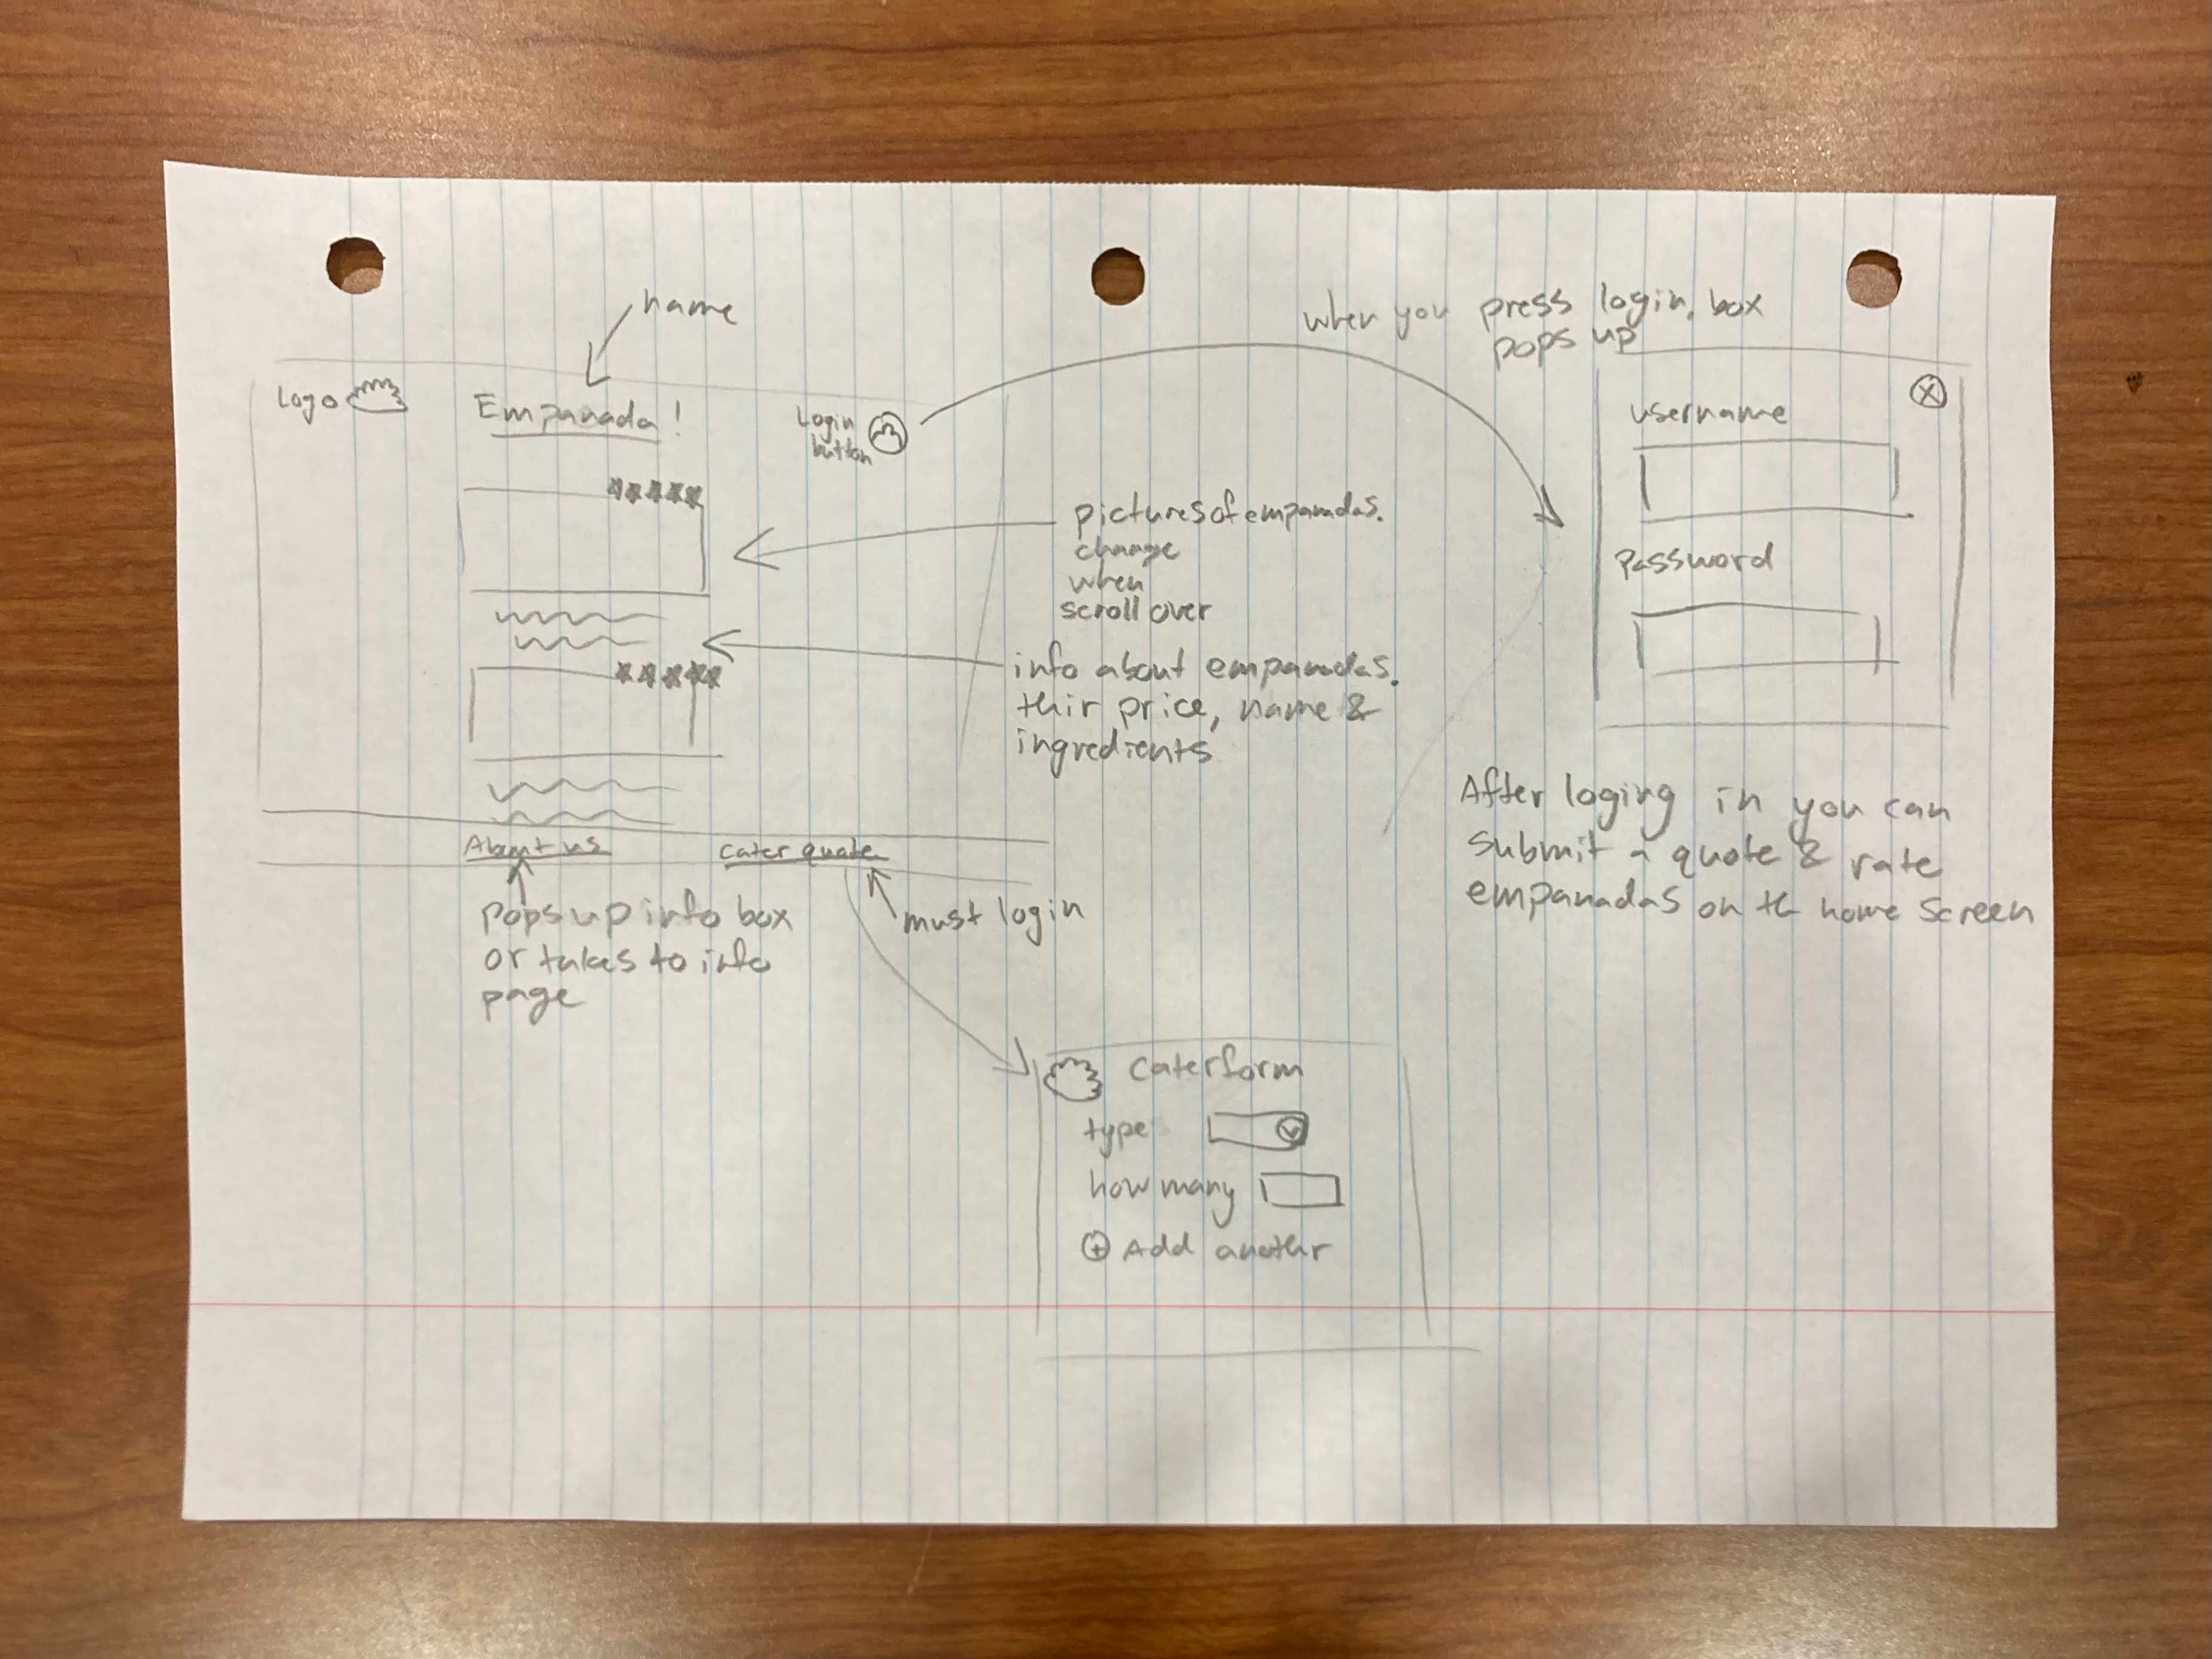 name
when you press login, box
pops up
Logo
Empanada!
Login
button
username
password
pictures of empanadas.
change
when
scroll over
info about empanadas.
thir price, name &
ingredients
About us
cater quote
pops up info box
or takes to info
page
must login
After loging in you can
submit a quote & rate
empanadas on th home screen
caterform
type
how many
Add anothr